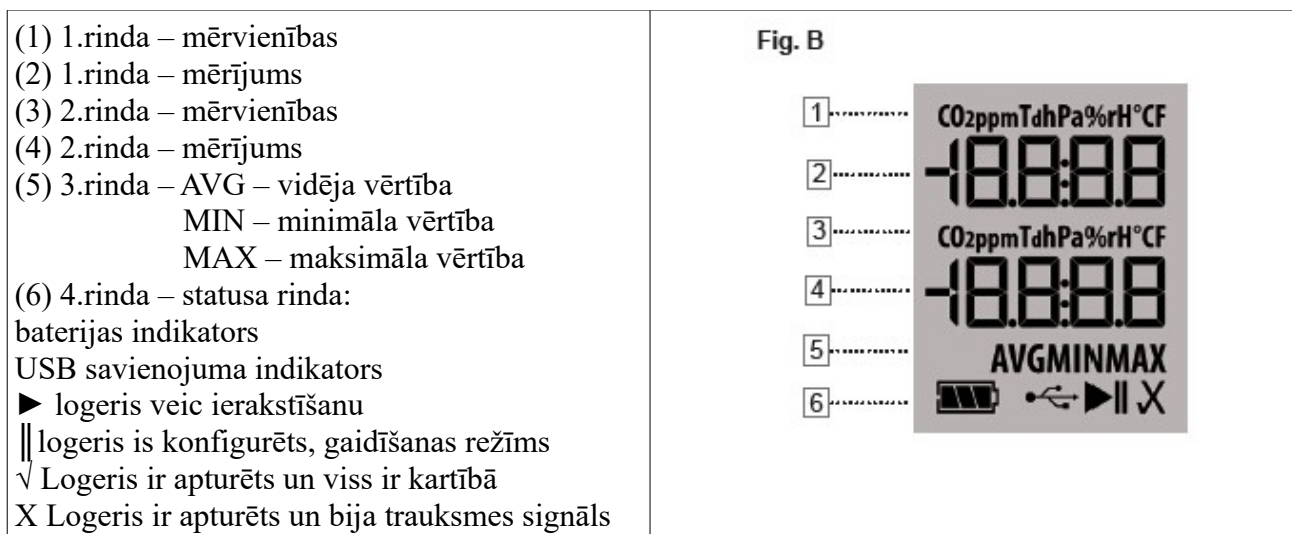 (1) 1.rinda – mērvienības
(2) 1.rinda – mērījums
(3) 2.rinda – mērvienības
(4) 2.rinda – mērījums
(5) 3.rinda – AVG – vidēja vērtība
MIN – minimāla vērtība
MAX – maksimāla vērtība
(6) 4.rinda – statusa rinda:
baterijas indikators
USB savienojuma indikators
► logeris veic ierakstīšanu
‖ logeris is konfigurēts, gaidīšanas režīms
√ Logeris ir apturēts un viss ir kartībā
X Logeris ir apturēts un bija trauksmes signāls
Fig. B
1 CO2ppmTdhPa%rH°CF
2 -18.8:8.8
3 CO2ppmTdhPa%rH°CF
4 -18.8:8.8
5 AVGMINMAX
6